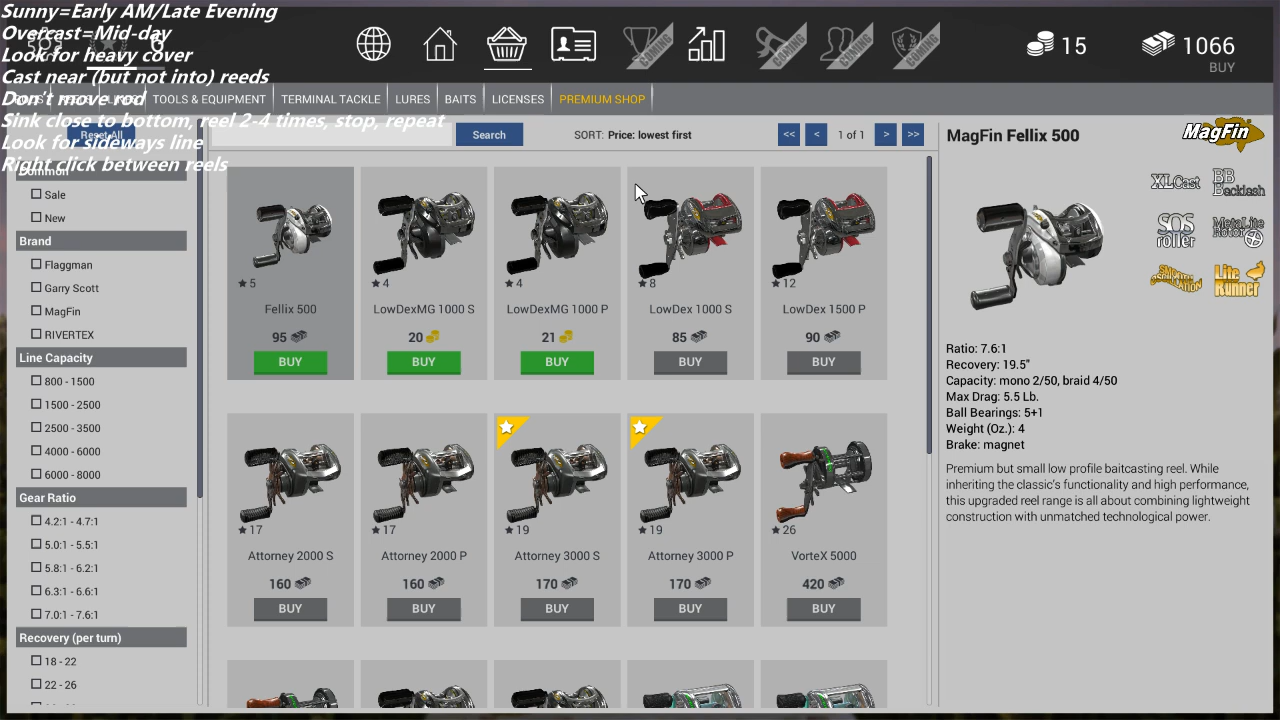 Sunny=Early AM/Late Evening
Overcast=Mid-day
Look for heavy cover
Cast near (but not into) reeds
Don't move rod
Sink close to bottom, reel 2-4 times, stop, repeat
Look for sideways line
Right click between reels
6
COMING
COMING
COMING
COMING
15
1066
BUY
TOOLS & EQUIPMENT
TERMINAL TACKLE
LURES
BAITS
LICENSES
PREMIUM SHOP
Reset All
Search
SORT: Price: lowest first
<<
<
1 of 1
>
>>
Common
Sale
New
Brand
Flaggman
Garry Scott
MagFin
RIVERTEX
Line Capacity
800 - 1500
1500 - 2500
2500 - 3500
4000 - 6000
6000 - 8000
Gear Ratio
4.2:1 - 4.7:1
5.0:1 - 5.5:1
5.8:1 - 6.2:1
6.3:1 - 6.6:1
7.0:1 - 7.6:1
Recovery (per turn)
18 - 22
22 - 26
5
Fellix 500
95
BUY
4
LowDexMG 1000 S
20
BUY
4
LowDexMG 1000 P
21
BUY
8
LowDex 1000 S
85
BUY
12
LowDex 1500 P
90
BUY
17
Attorney 2000 S
160
BUY
17
Attorney 2000 P
160
BUY
19
Attorney 3000 S
170
BUY
19
Attorney 3000 P
170
BUY
26
VorteX 5000
420
BUY
MagFin Fellix 500
MagFin
XLCast
BB Backlesh
SOS roller
MetaLite Rotor
Smooth Oscillation
Lite Runner
Ratio: 7.6:1
Recovery: 19.5"
Capacity: mono 2/50, braid 4/50
Max Drag: 5.5 Lb.
Ball Bearings: 5+1
Weight (Oz.): 4
Brake: magnet
Premium but small low profile baitcasting reel. While
inheriting the classic's functionality and high performance,
this upgraded reel range is all about combining lightweight
construction with unmatched technological power.